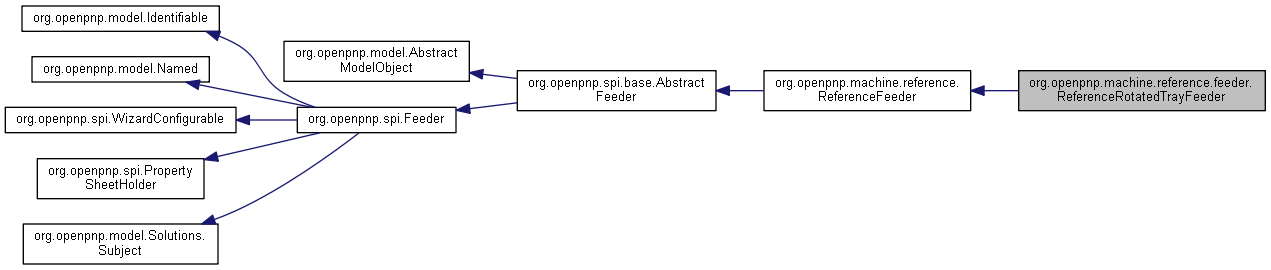 org.openpnp.model.Identifiable
org.openpnp.model.Named
org.openpnp.spi.WizardConfigurable
org.openpnp.spi.Property
SheetHolder
org.openpnp.model.Solutions.
Subject
org.openpnp.model.Abstract
ModelObject
org.openpnp.spi.Feeder
org.openpnp.spi.base.Abstract
Feeder
org.openpnp.machine.reference.
ReferenceFeeder
org.openpnp.machine.reference.feeder.
ReferenceRotatedTrayFeeder